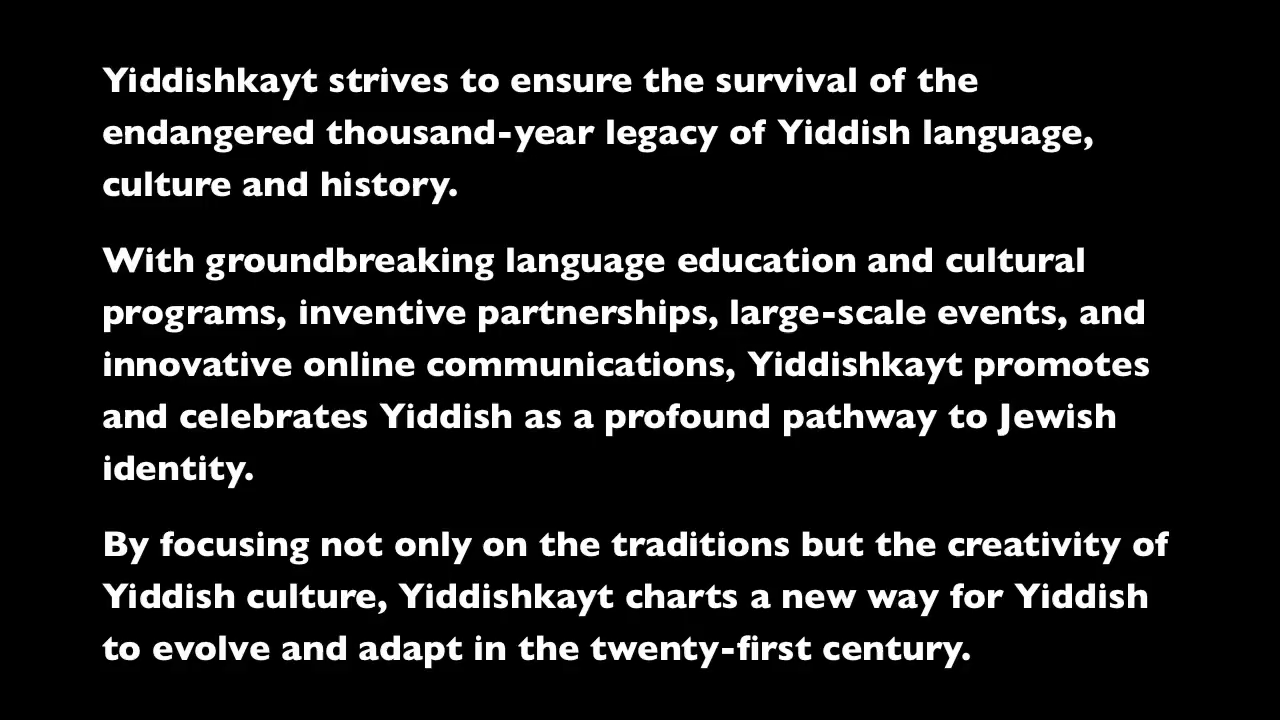 Yiddishkayt strives to ensure the survival of the
endangered thousand-year legacy of Yiddish language,
culture and history.
With groundbreaking language education and cultural
programs, inventive partnerships, large-scale events, and
innovative online communications, Yiddishkayt promotes
and celebrates Yiddish as a profound pathway to Jewish
identity.
By focusing not only on the traditions but the creativity of
Yiddish culture, Yiddishkayt charts a new way for Yiddish
to evolve and adapt in the twenty-first century.